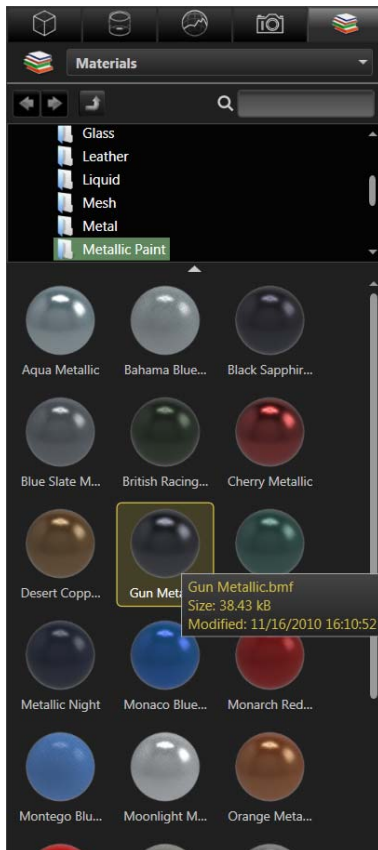 Materials
Glass
Leather
Liquid
Mesh
Metal
Metallic Paint
Aqua Metallic
Bahama Blue...
Black Sapphir...
Blue Slate M...
British Racing...
Cherry Metallic
Desert Copp...
Gun Meta
Gun Metallic.bmf
Size: 38.43 kB
Modified: 11/16/2010 16:10:52
Metallic Night
Monaco Blue...
Monarch Red...
Montego Blu...
Moonlight M...
Orange Meta...